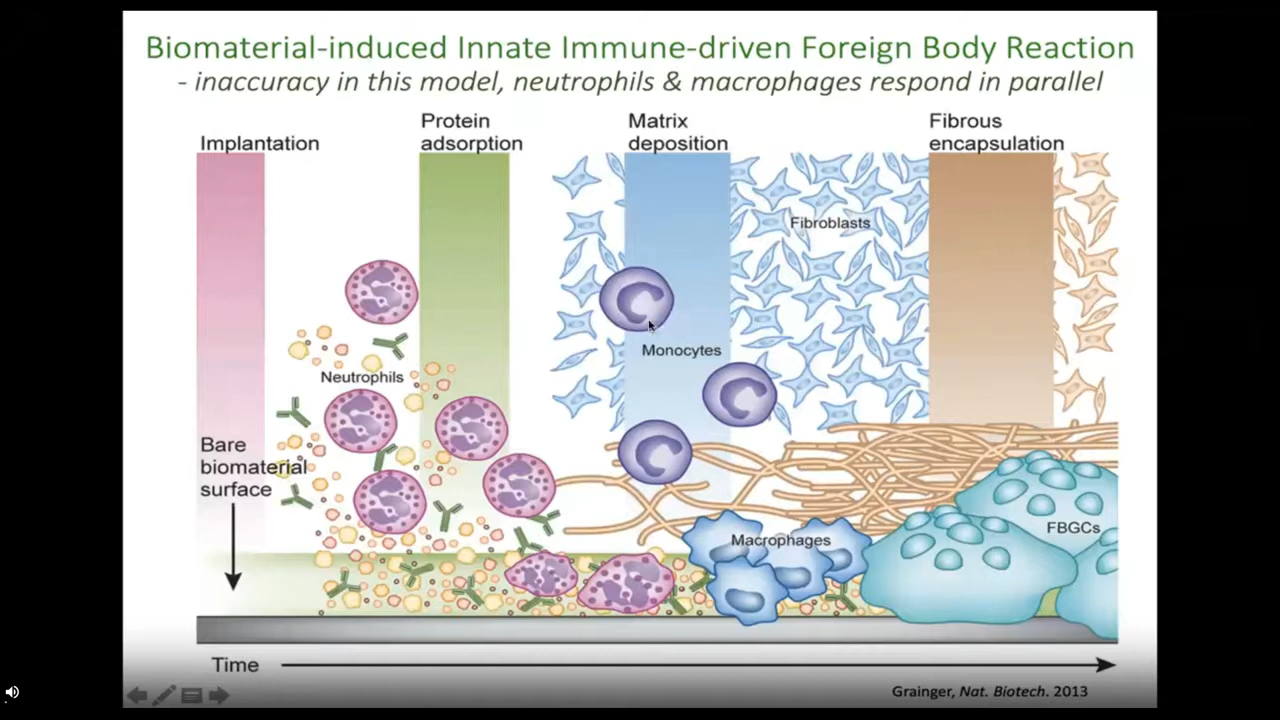 Biomaterial-induced Innate Immune-driven Foreign Body Reaction
- inaccuracy in this model, neutrophils & macrophages respond in parallel
Implantation
Protein
adsorption
Matrix
deposition
Fibrous
encapsulation
Fibroblasts
Monocytes
Neutrophils
Bare
biomaterial
surface
Macrophages
FBGCs
Time
Grainger, Nat. Biotech. 2013